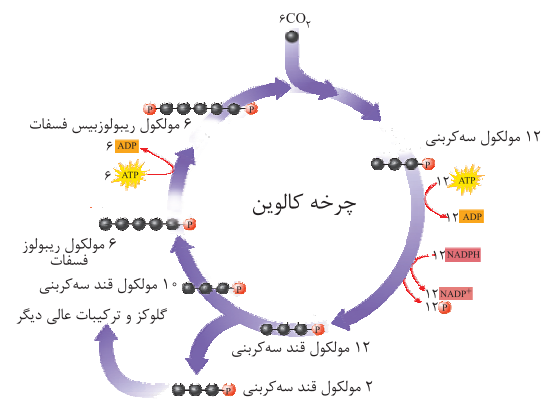 ۶CO₂
۱۲ مولکول سه‌کربنی
P
۱۲ ATP
۱۲ ADP
۱۲ NADPH
۱۲ NADP⁺
۱۲ P
P
۱۲ مولکول قند سه‌کربنی
P
۲ مولکول قند سه‌کربنی
گلوکز و ترکیبات عالی دیگر
P
۱۰ مولکول قند سه‌کربنی
P
۶ مولکول ریبولوز
فسفات
۶ ATP
۶ ADP
۶ مولکول ریبولوزبیس فسفات
P P
چرخه کالوین